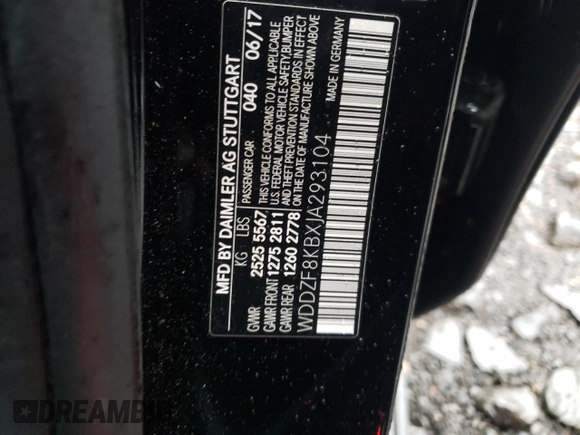 MFD BY DAIMLER AG STUTTGART
PASSENGER CAR 040 06/17
KG LBS
GVWR 2525 5567
GAWR FRONT 1275 2811
GAWR REAR 1260 2778
THIS VEHICLE CONFORMS TO ALL APPLICABLE
U.S. FEDERAL MOTOR VEHICLE SAFETY, BUMPER
AND THEFT PREVENTION STANDARDS IN EFFECT
ON THE DATE OF MANUFACTURE SHOWN ABOVE
WDDZF8KBXJA293104
MADE IN GERMANY
DREAMBID